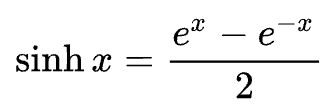 sinh x = (e^x − e^−x) / 2